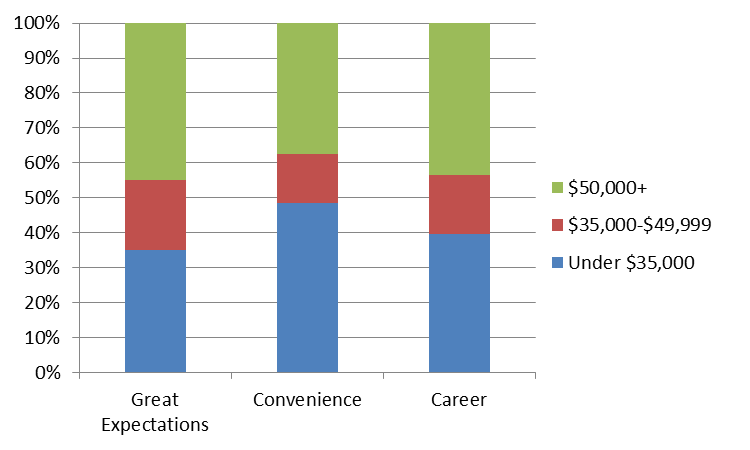 100%
90%
80%
70%
60%
50%
40%
30%
20%
10%
0%
Great
Expectations
Convenience
Career
$50,000+
$35,000-$49,999
Under $35,000